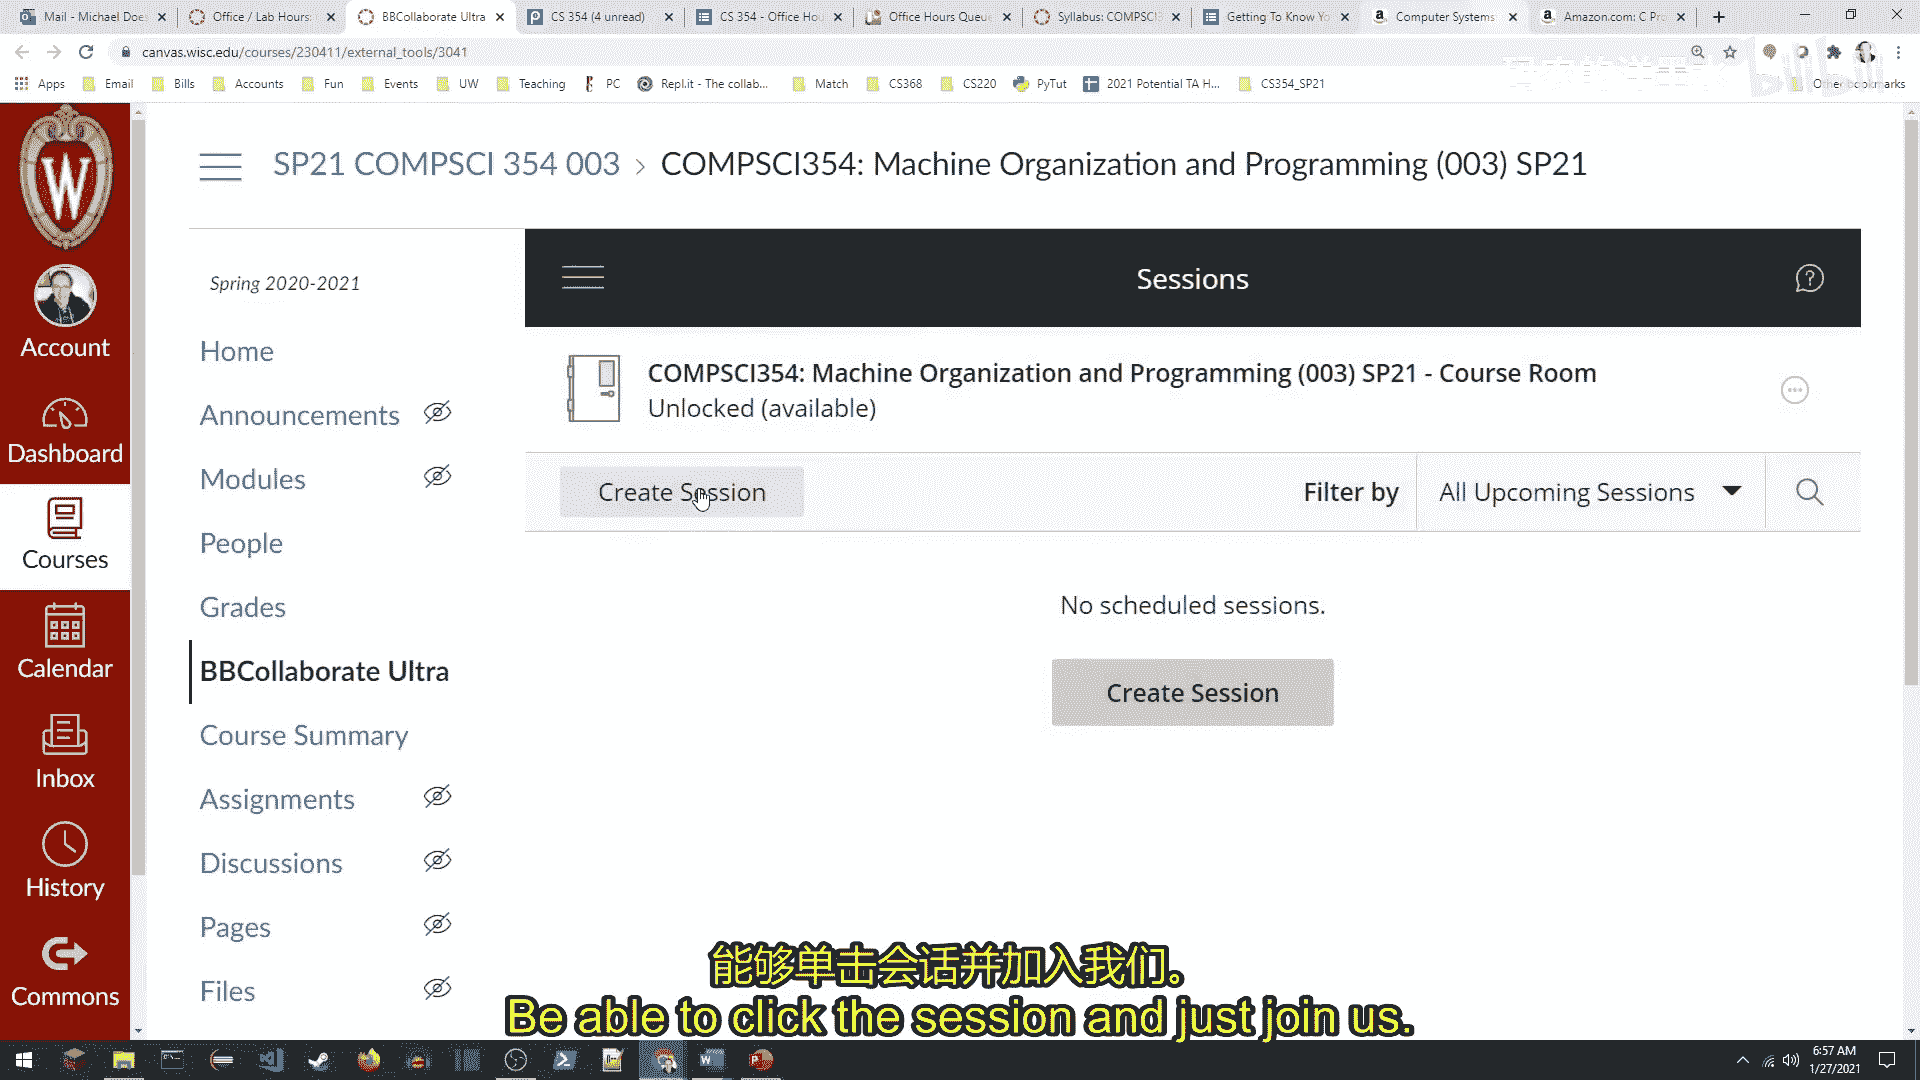 Mail - Michael Doe
Office / Lab Hours:
BBCollaborate Ultra
CS 354 (4 unread)
CS 354 - Office Ho
Office Hours Queu
Syllabus: COMPSCI
Getting To Know Yo
Computer Systems
Amazon.com: C Pr
canvas.wisc.edu/courses/230411/external_tools/3041
Apps
Email
Bills
Accounts
Fun
Events
UW
Teaching
PC
Repl.it - The collab...
Match
CS368
CS220
PyTut
2021 Potential TA H...
CS354_SP21
Other bookmarks
bilibili
W
Account
Dashboard
Courses
Calendar
Inbox
History
Commons
SP21 COMPSCI 354 003 › COMPSCI354: Machine Organization and Programming (003) SP21
Spring 2020-2021
Home
Announcements
Modules
People
Grades
BBCollaborate Ultra
Course Summary
Assignments
Discussions
Pages
Files
Sessions
COMPSCI354: Machine Organization and Programming (003) SP21 - Course Room
Unlocked (available)
Create Session
Filter by
All Upcoming Sessions
No scheduled sessions.
Create Session
能够单击会话并加入我们。
Be able to click the session and just join us.
6:57 AM
1/27/2021